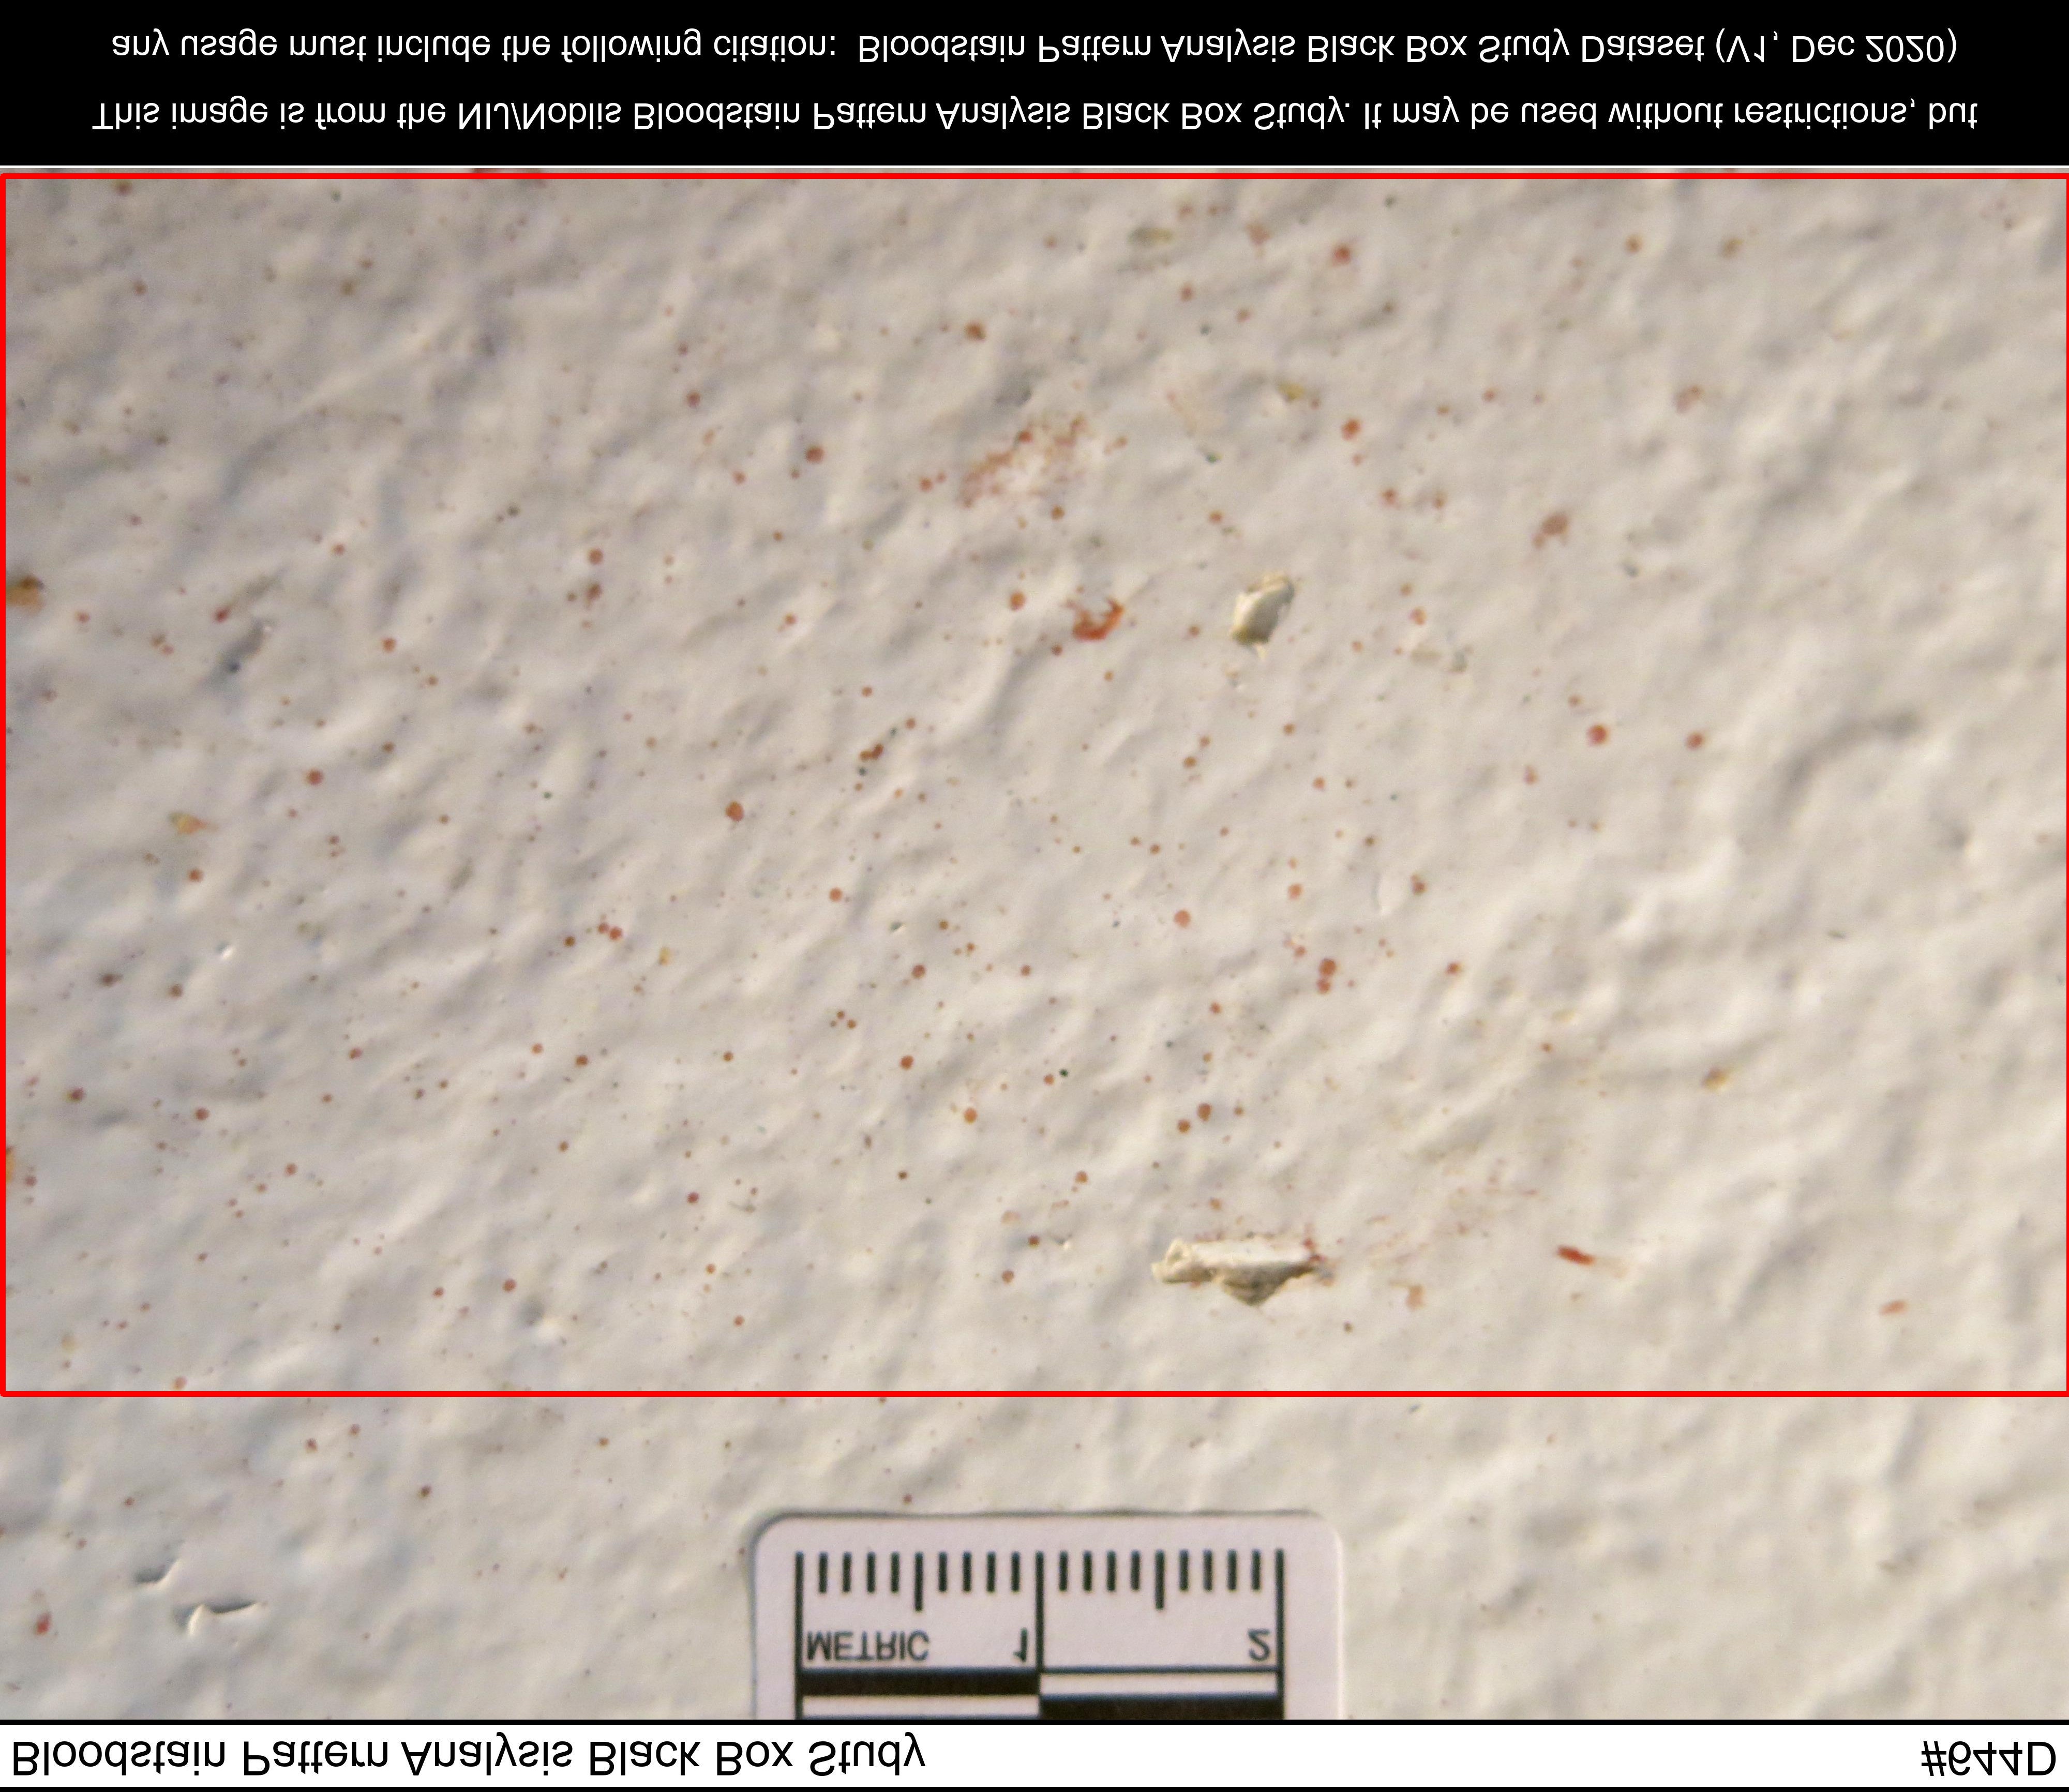 Bloodstain Pattern Analysis Black Box Study #644D
METRIC 1 2
This image is from the NIJ/Noblis Bloodstain Pattern Analysis Black Box Study. It may be used without restrictions, but
any usage must include the following citation: Bloodstain Pattern Analysis Black Box Study Dataset (V1, Dec 2020)